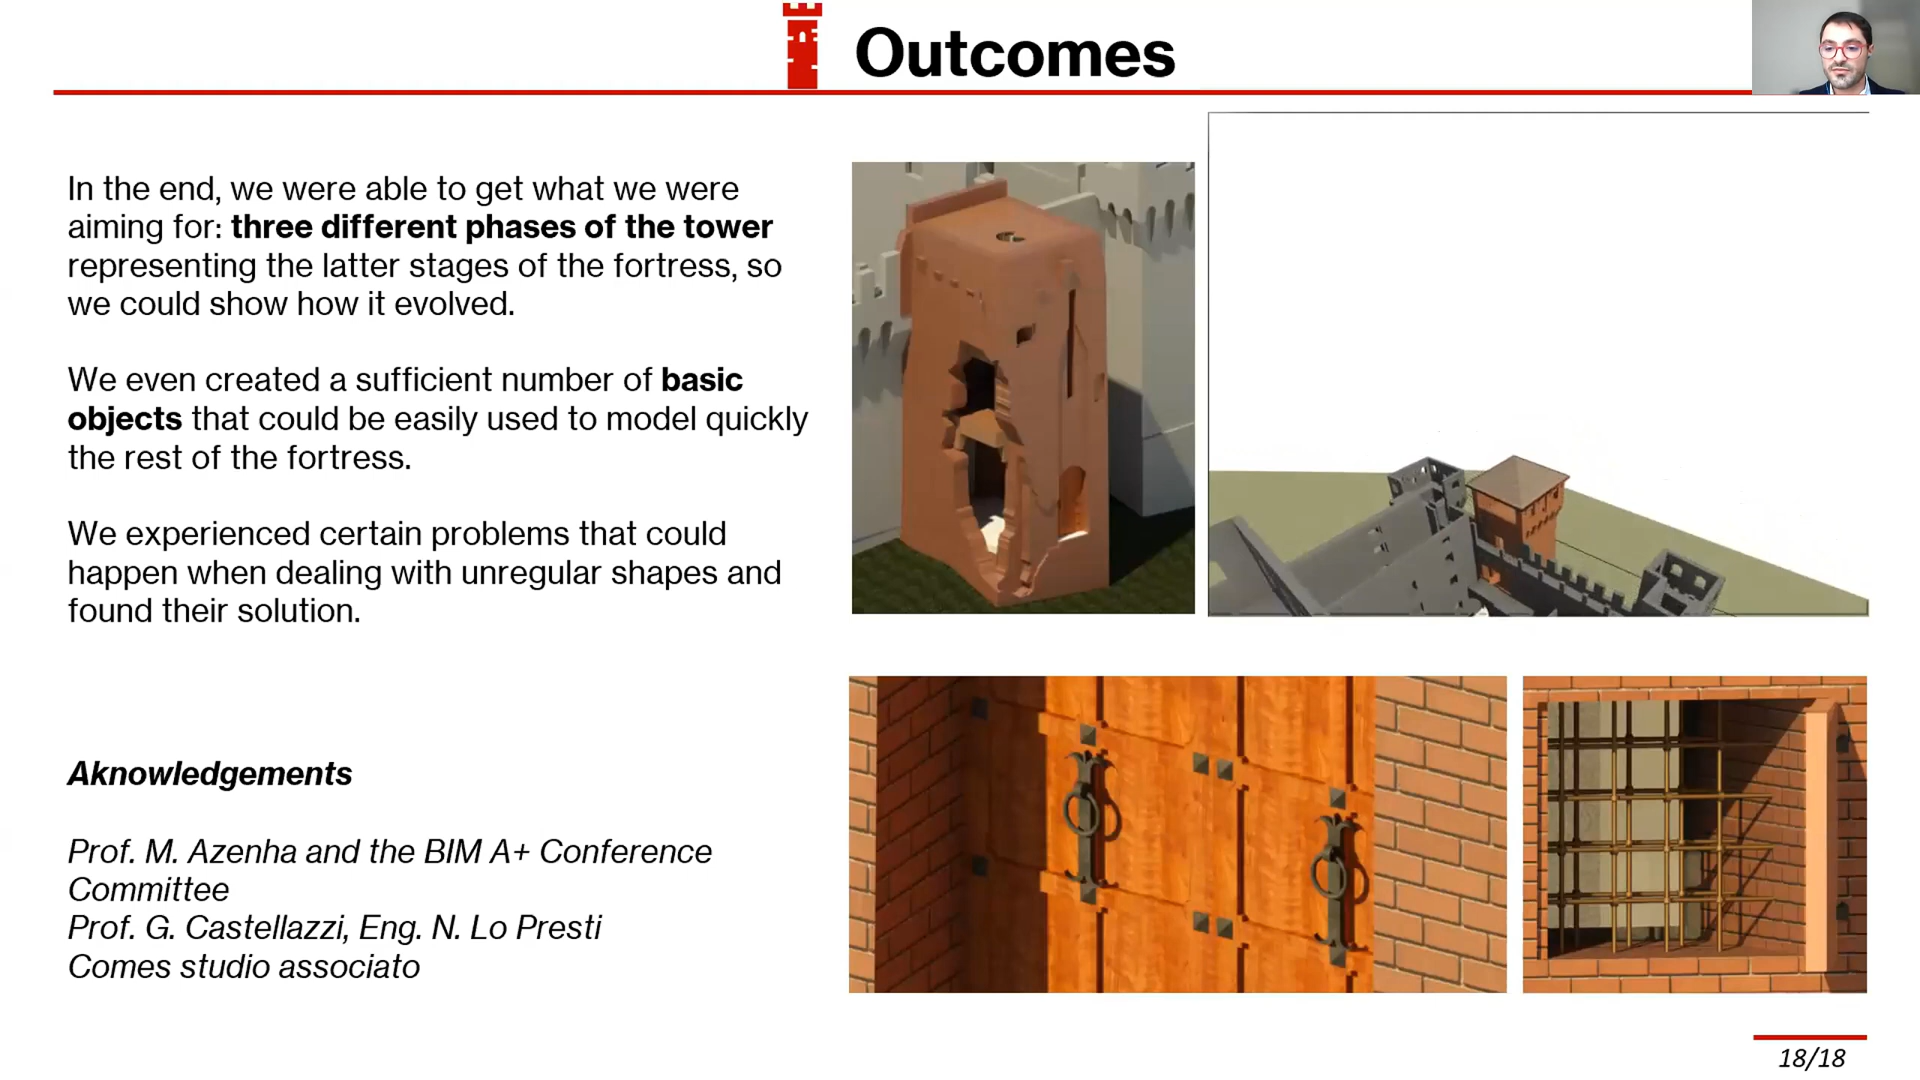 Outcomes
In the end, we were able to get what we were
aiming for: three different phases of the tower
representing the latter stages of the fortress, so
we could show how it evolved.
We even created a sufficient number of basic
objects that could be easily used to model quickly
the rest of the fortress.
We experienced certain problems that could
happen when dealing with unregular shapes and
found their solution.
Aknowledgements
Prof. M. Azenha and the BIM A+ Conference
Committee
Prof. G. Castellazzi, Eng. N. Lo Presti
Comes studio associato
18/18